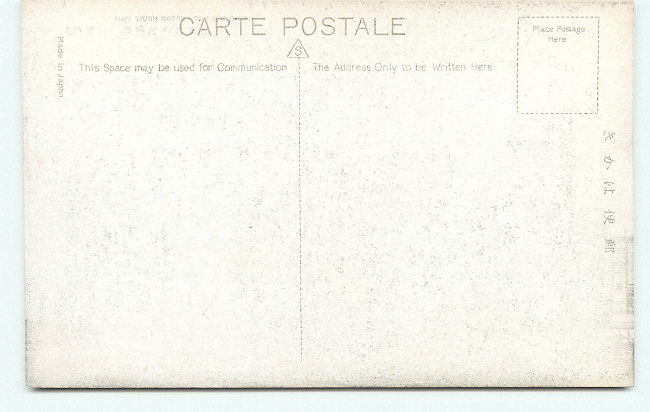 CARTE POSTALE
S
This Space may be used for Communication
The Address Only to be Written Here
Place Postage
Here
Made in Japan
きかは便郵